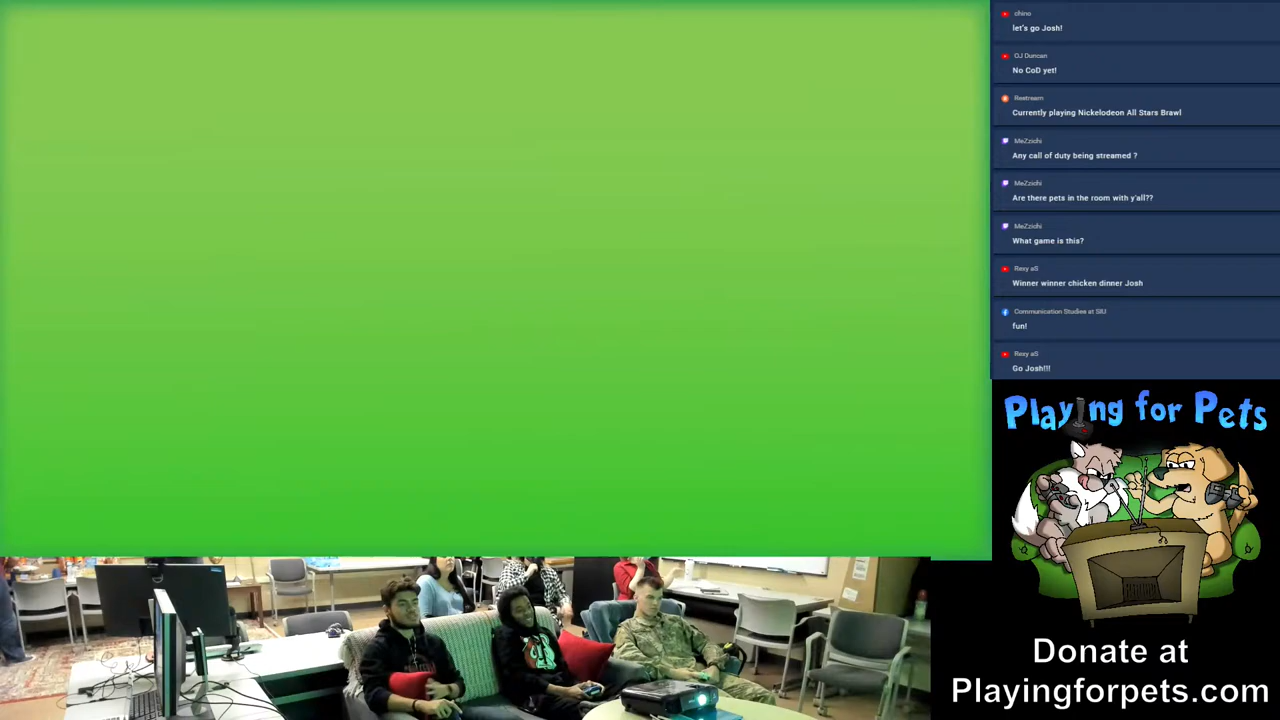 chino
let's go Josh!
OJ Duncan
No CoD yet!
Restream
Currently playing Nickelodeon All Stars Brawl
MeZzichi
Any call of duty being streamed ?
MeZzichi
Are there pets in the room with y'all??
MeZzichi
What game is this?
Rexy aS
Winner winner chicken dinner Josh
Communication Studies at SIU
fun!
Rexy aS
Go Josh!!!
Playing for Pets
Donate at
Playingforpets.com